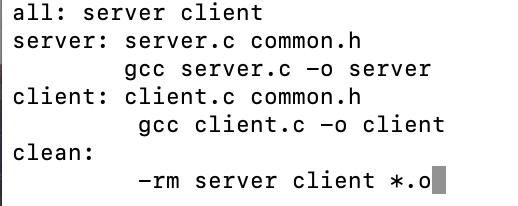 all: server client
server: server.c common.h
        gcc server.c -o server
client: client.c common.h
         gcc client.c -o client
clean:
         -rm server client *.o